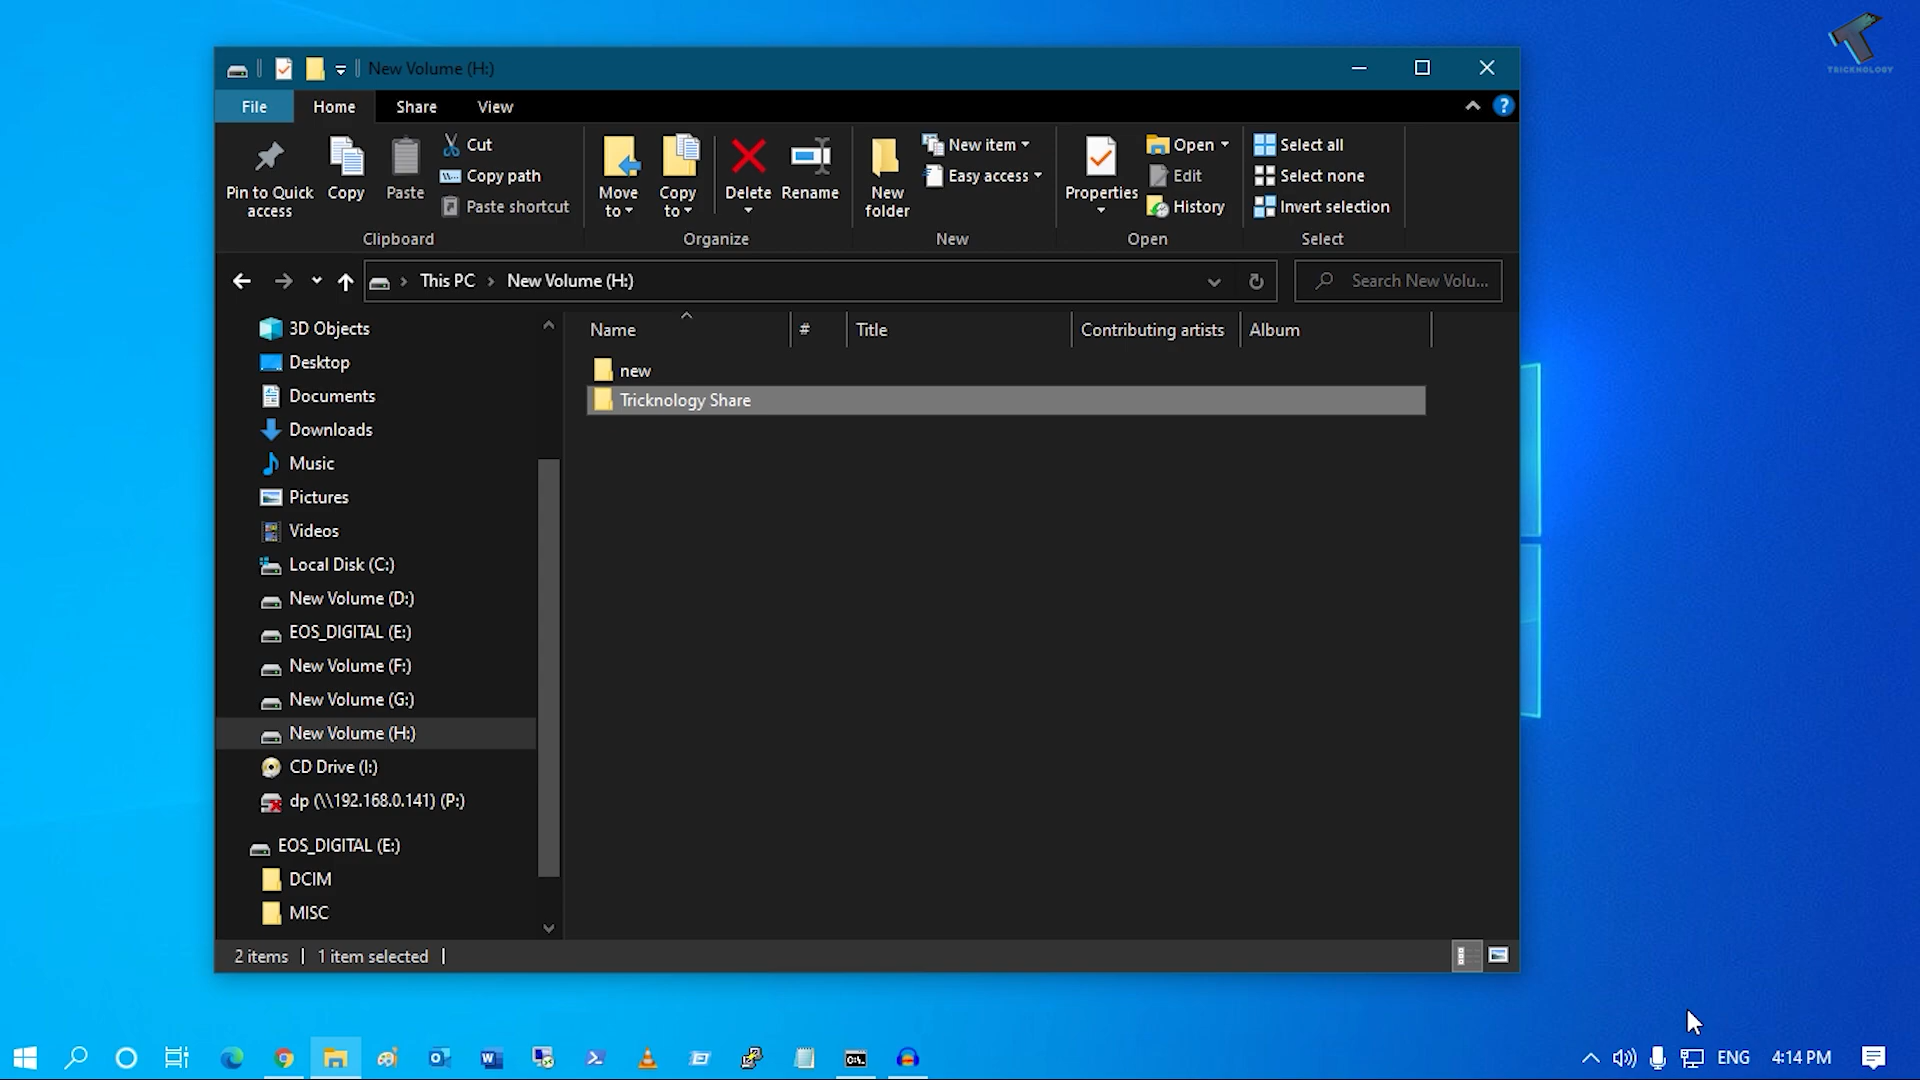 TRICKNOLOGY
New Volume (H:)
File Home Share View
Pin to Quick access
Copy
Paste
Cut
Copy path
Paste shortcut
Clipboard
Move to
Copy to
Delete
Rename
Organize
New folder
New item
Easy access
New
Properties
Open
Edit
History
Open
Select all
Select none
Invert selection
Select
This PC New Volume (H:)
Search New Volu...
3D Objects
Desktop
Documents
Downloads
Music
Pictures
Videos
Local Disk (C:)
New Volume (D:)
EOS_DIGITAL (E:)
New Volume (F:)
New Volume (G:)
New Volume (H:)
CD Drive (I:)
dp (\\192.168.0.141) (P:)
EOS_DIGITAL (E:)
DCIM
MISC
Name # Title Contributing artists Album
new
Tricknology Share
2 items 1 item selected
ENG 4:14 PM